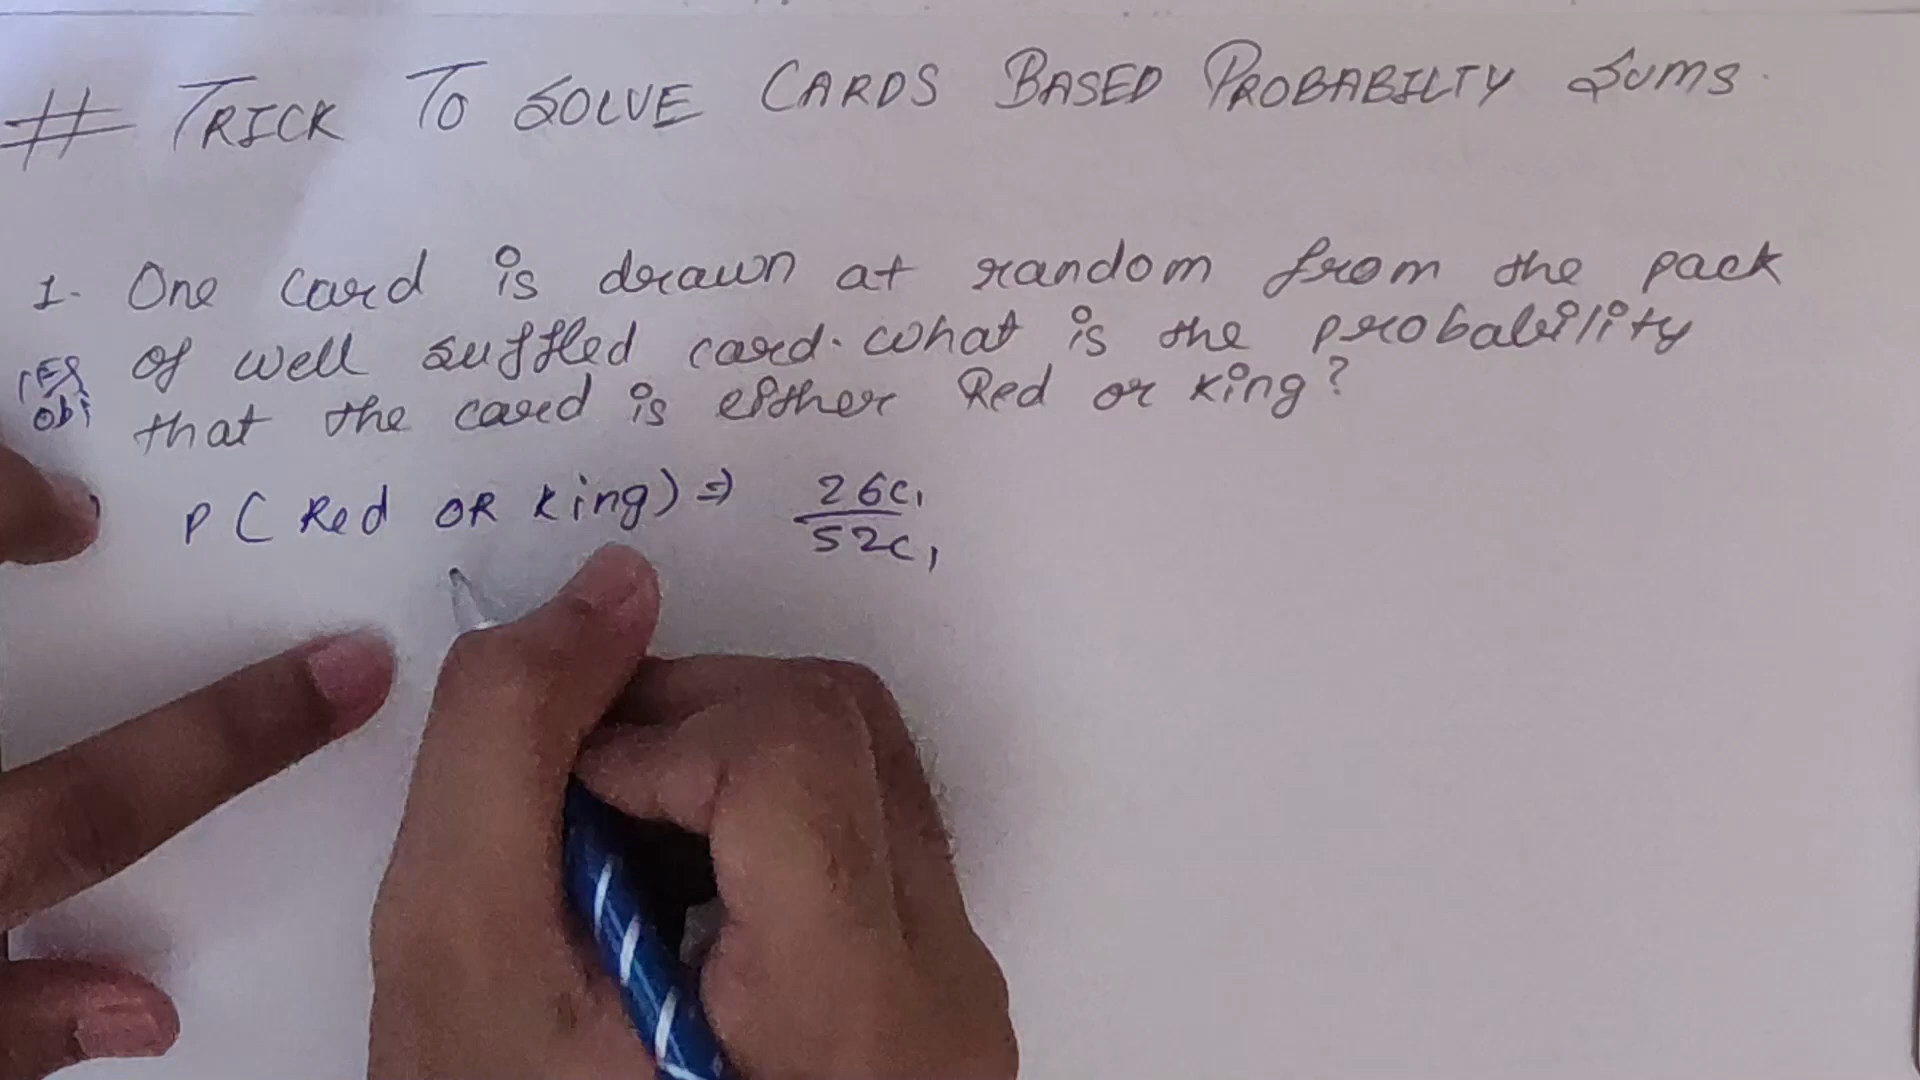 # TRICK TO SOLVE CARDS BASED PROBABILTY SUMS.
1. One card is drawn at random from the pack
of well suffled card. What is the probability
that the card is either Red or King?
P ( Red OR King) ⇒ 26C1
52C1